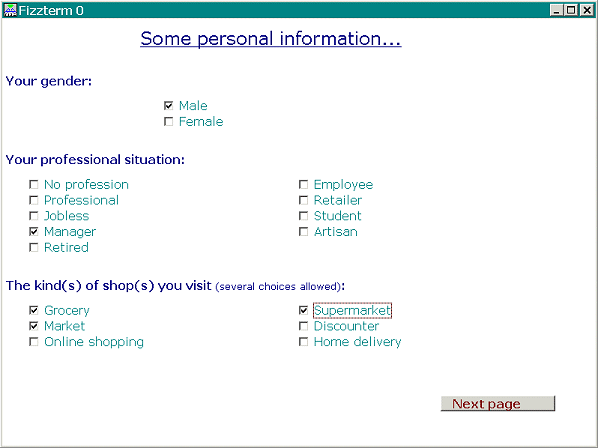 Fizzterm 0
Some personal information...
Your gender:
Male
Female
Your professional situation:
No profession
Employee
Professional
Retailer
Jobless
Student
Manager
Artisan
Retired
The kind(s) of shop(s) you visit (several choices allowed):
Grocery
Supermarket
Market
Discounter
Online shopping
Home delivery
Next page